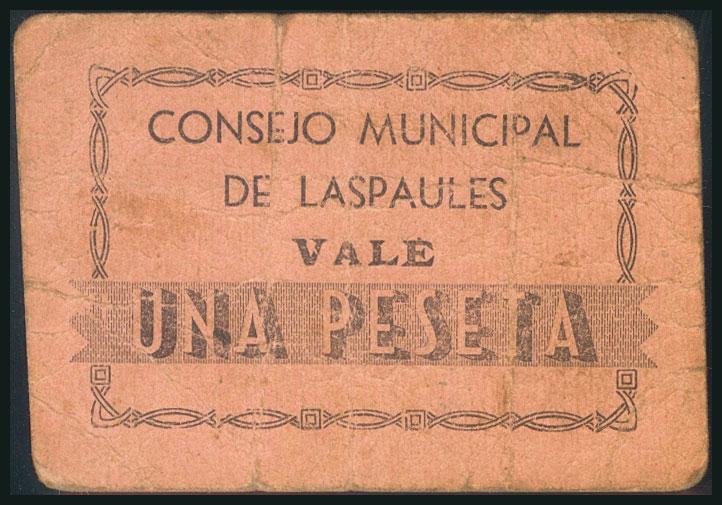 CONSEJO MUNICIPAL
DE LASPAULES
VALE
UNA PESETA